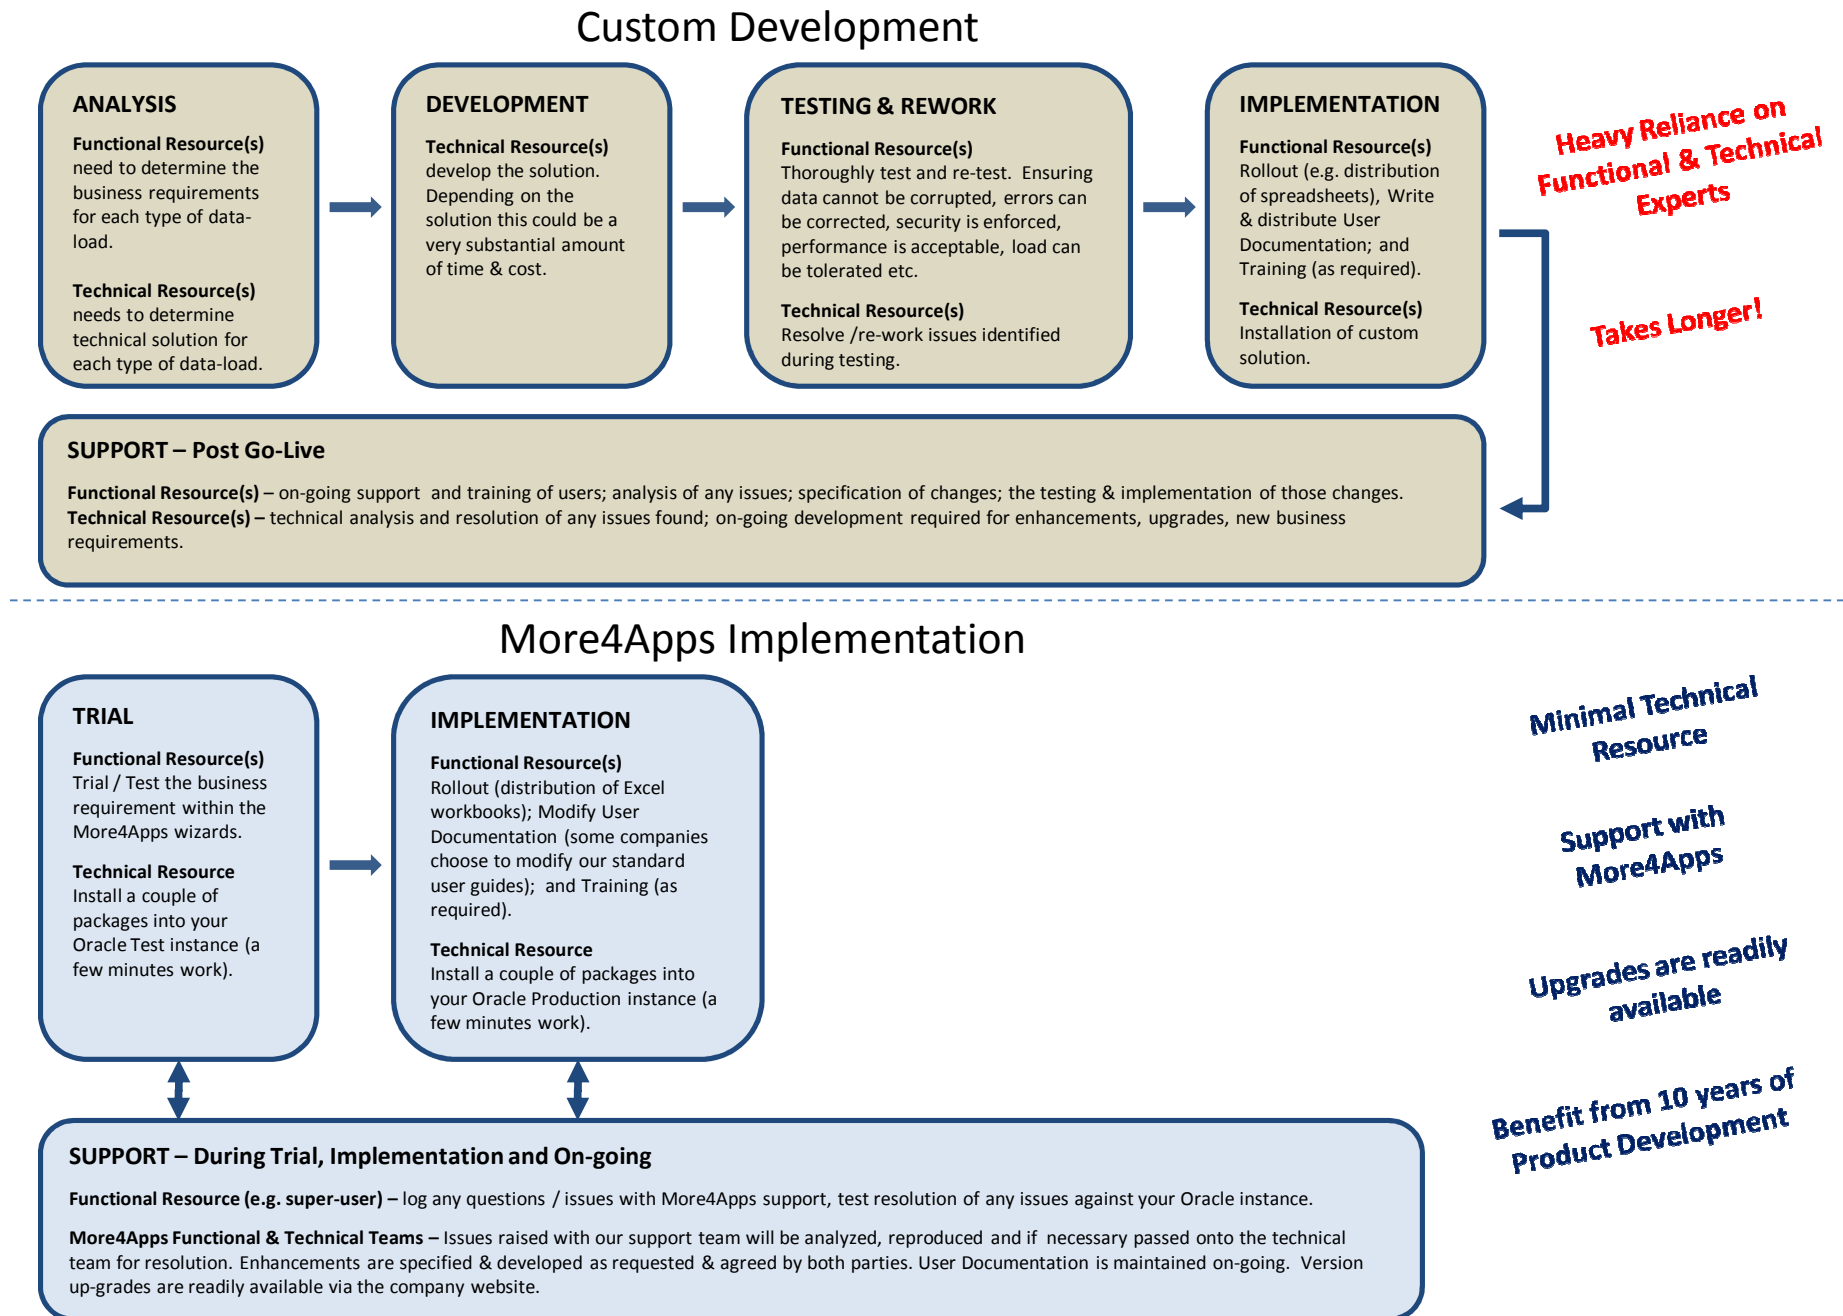 Custom Development
ANALYSIS
Functional Resource(s)
need to determine the
business requirements
for each type of data-
load.
Technical Resource(s)
needs to determine
technical solution for
each type of data-load.
DEVELOPMENT
Technical Resource(s)
develop the solution.
Depending on the
solution this could be a
very substantial amount
of time & cost.
TESTING & REWORK
Functional Resource(s)
Thoroughly test and re-test. Ensuring
data cannot be corrupted, errors can
be corrected, security is enforced,
performance is acceptable, load can
be tolerated etc.
Technical Resource(s)
Resolve /re-work issues identified
during testing.
IMPLEMENTATION
Functional Resource(s)
Rollout (e.g. distribution
of spreadsheets), Write
& distribute User
Documentation; and
Training (as required).
Technical Resource(s)
Installation of custom
solution.
Heavy Reliance on
Functional & Technical
Experts
Takes Longer!
SUPPORT – Post Go-Live
Functional Resource(s) – on-going support and training of users; analysis of any issues; specification of changes; the testing & implementation of those changes.
Technical Resource(s) – technical analysis and resolution of any issues found; on-going development required for enhancements, upgrades, new business
requirements.
More4Apps Implementation
TRIAL
Functional Resource(s)
Trial / Test the business
requirement within the
More4Apps wizards.
Technical Resource
Install a couple of
packages into your
Oracle Test instance (a
few minutes work).
IMPLEMENTATION
Functional Resource(s)
Rollout (distribution of Excel
workbooks); Modify User
Documentation (some companies
choose to modify our standard
user guides); and Training (as
required).
Technical Resource
Install a couple of packages into
your Oracle Production instance (a
few minutes work).
Minimal Technical
Resource
Support with
More4Apps
Upgrades are readily
available
Benefit from 10 years of
Product Development
SUPPORT – During Trial, Implementation and On-going
Functional Resource (e.g. super-user) – log any questions / issues with More4Apps support, test resolution of any issues against your Oracle instance.
More4Apps Functional & Technical Teams – Issues raised with our support team will be analyzed, reproduced and if necessary passed onto the technical
team for resolution. Enhancements are specified & developed as requested & agreed by both parties. User Documentation is maintained on-going. Version
up-grades are readily available via the company website.